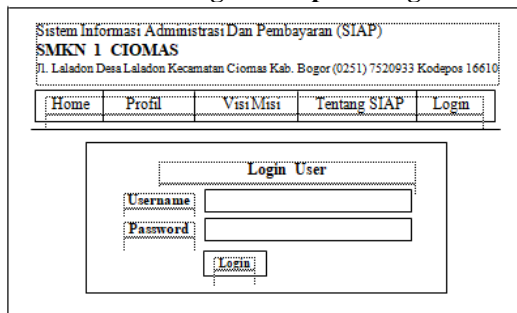 Sistem Informasi Administrasi Dan Pembayaran (SIAP)
SMKN 1 CIOMAS
Jl. Laladon Desa Laladon Kecamatan Ciomas Kab. Bogor (0251) 7520933 Kodepos 16610
Home Profil Visi Misi Tentang SIAP Login
Login User
Username
Password
Login